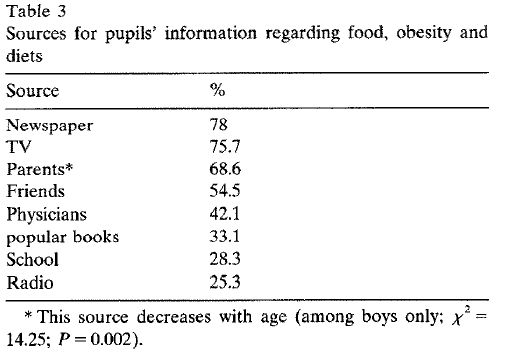 Table 3
Sources for pupils' information regarding food, obesity and
diets
Source %
Newspaper 78
TV 75.7
Parents* 68.6
Friends 54.5
Physicians 42.1
popular books 33.1
School 28.3
Radio 25.3
* This source decreases with age (among boys only; χ² =
14.25; P = 0.002).